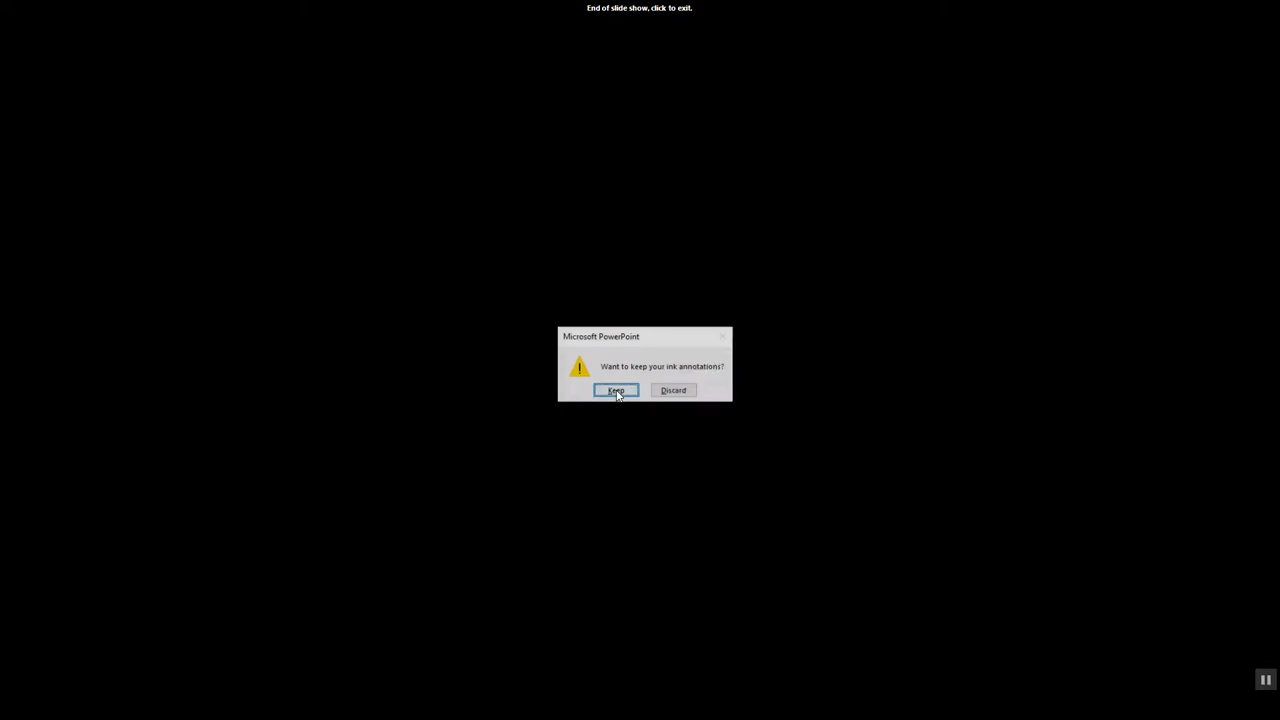 End of slide show, click to exit.
Microsoft PowerPoint
Want to keep your ink annotations?
Keep Discard